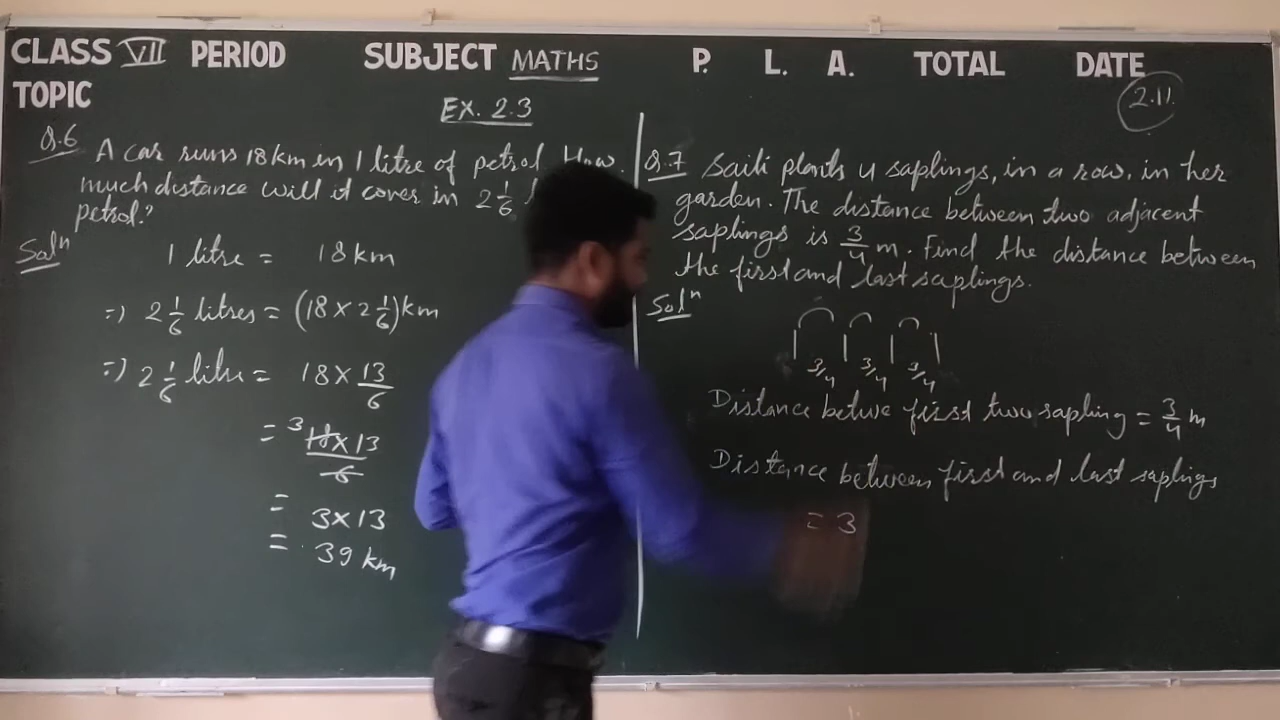 CLASS VII PERIOD SUBJECT MATHS P. L. A. TOTAL DATE
TOPIC
2.11
EX. 2.3
Q.6 A car runs 18 km in 1 litre of petrol. How
much distance will it cover in 2 1/6
petrol?
Solⁿ
1 litre = 18 km
=) 2 1/6 litres = (18 × 2 1/6) km
=) 2 1/6 litre = 18 × 13/6
= 3 18 × 13/6
= 3 × 13
= 39 km
Q.7 Saili plants 4 saplings, in a row, in her
garden. The distance between two adjacent
saplings is 3/4 m. Find the distance between
the first and last saplings.
Solⁿ
3/4 3/4 3/4
Distance betwe first two sapling = 3/4 m
Distance between first and last saplings
= 3